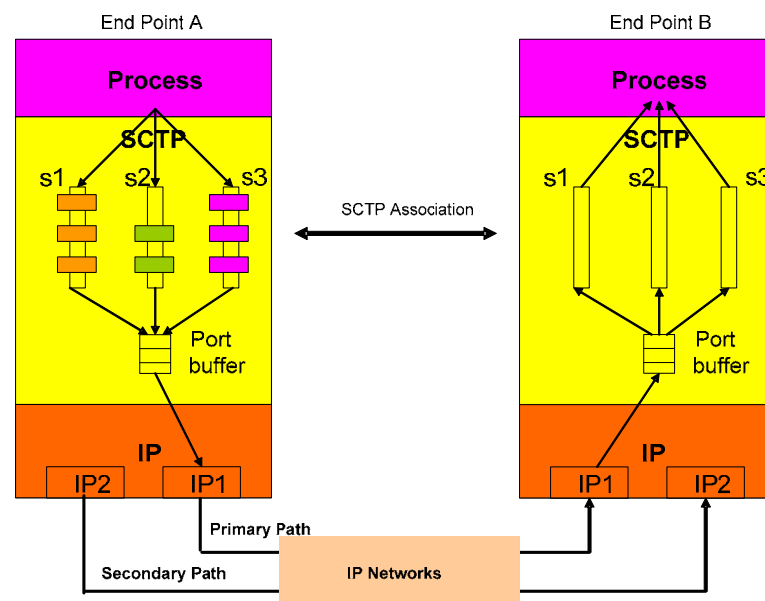 End Point A
End Point B
Process
Process
SCTP
SCTP
s1
s2
s3
s1
s2
s3
SCTP Association
Port
buffer
Port
buffer
IP
IP
IP2
IP1
IP1
IP2
Primary Path
Secondary Path
IP Networks